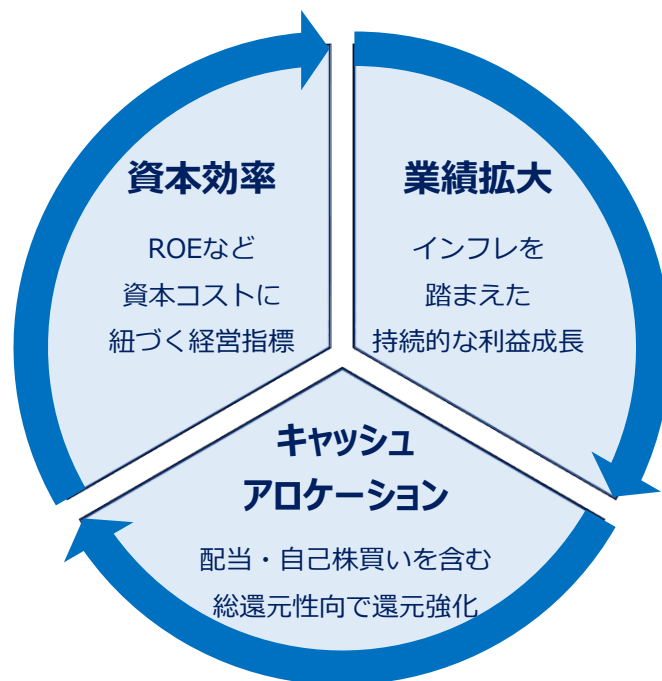 資本効率
ROEなど
資本コストに
紐づく経営指標
業績拡大
インフレを
踏まえた
持続的な利益成長
キャッシュ
アロケーション
配当・自己株買いを含む
総還元性向で還元強化